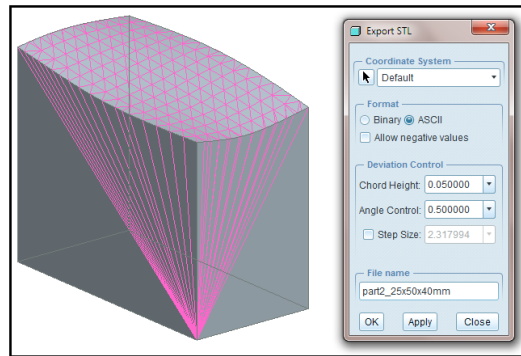 Export STL
Coordinate System
Default
Format
Binary ASCII
Allow negative values
Deviation Control
Chord Height: 0.050000
Angle Control: 0.500000
Step Size: 2.317994
File name
part2_25x50x40mm
OK Apply Close